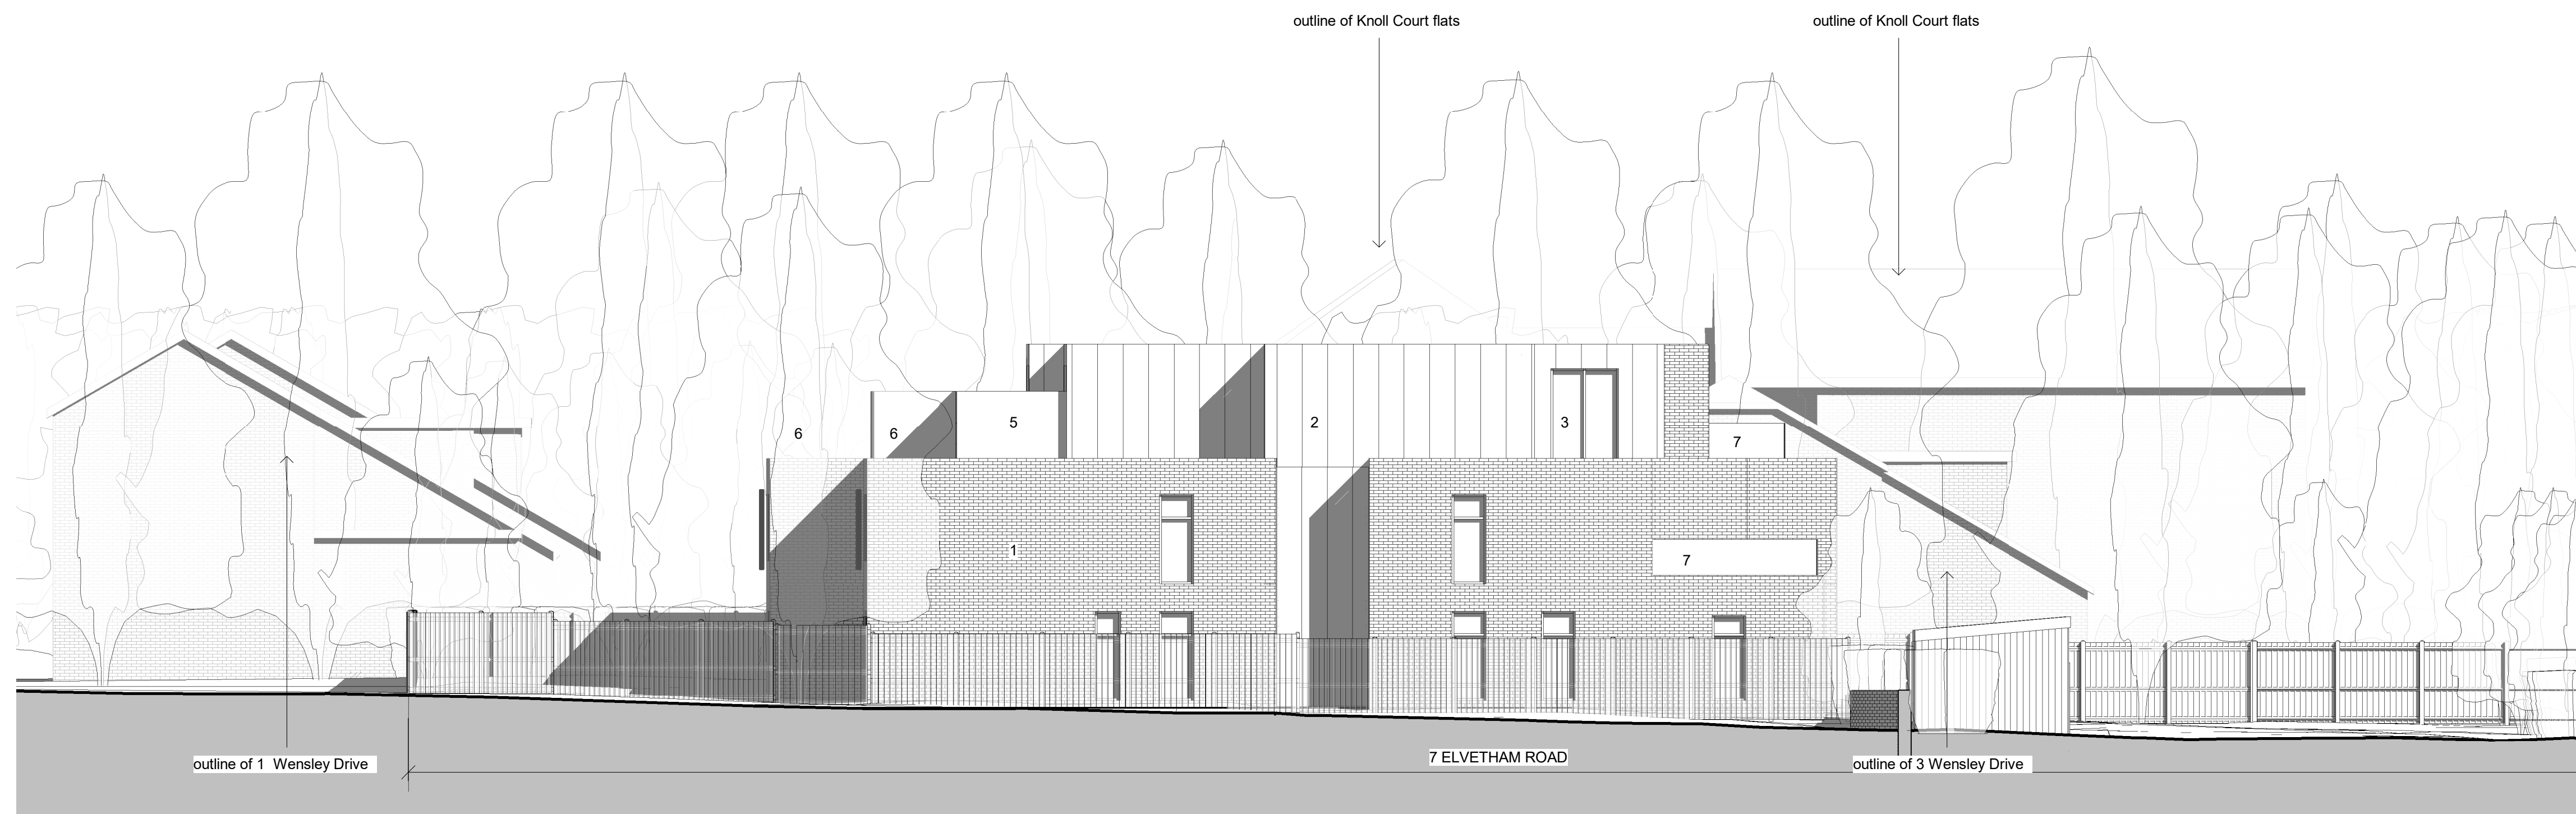 outline of Knoll Court flats
outline of Knoll Court flats
6
6
5
2
3
7
1
7
7 ELVETHAM ROAD
outline of 1 Wensley Drive
outline of 3 Wensley Drive